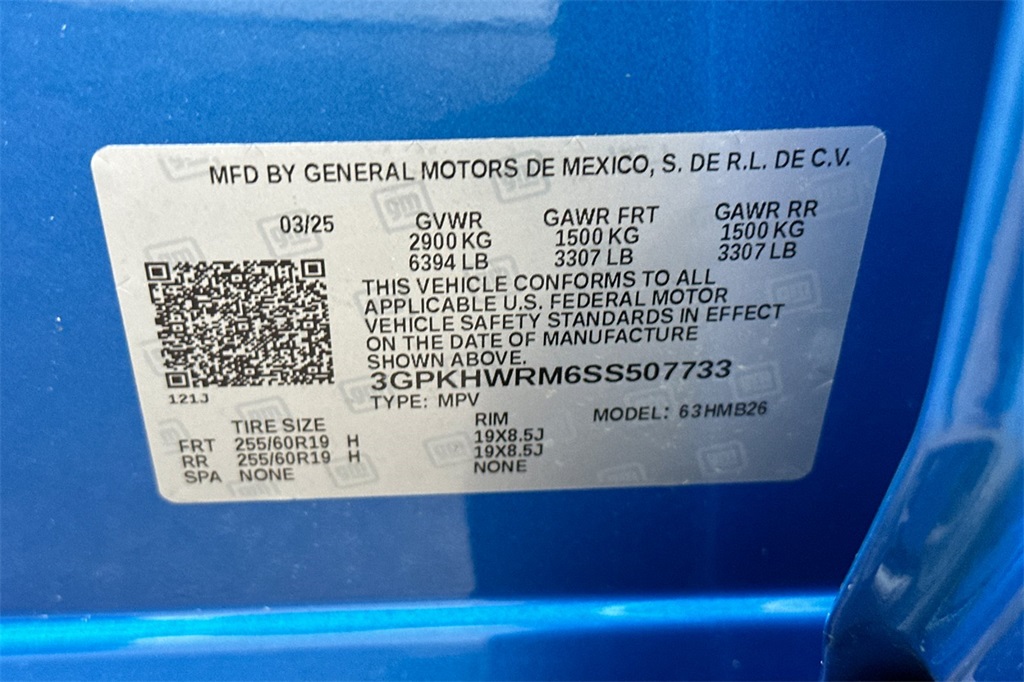 MFD BY GENERAL MOTORS DE MEXICO, S. DE R.L. DE C.V.
03/25 GVWR GAWR FRT GAWR RR
2900 KG 1500 KG 1500 KG
6394 LB 3307 LB 3307 LB
THIS VEHICLE CONFORMS TO ALL
APPLICABLE U.S. FEDERAL MOTOR
VEHICLE SAFETY STANDARDS IN EFFECT
ON THE DATE OF MANUFACTURE
SHOWN ABOVE.
3GPKHWRM6SS507733
121J
TYPE: MPV MODEL: 63HMB26
TIRE SIZE RIM
FRT 255/60R19 H 19X8.5J
RR 255/60R19 H 19X8.5J
SPA NONE NONE